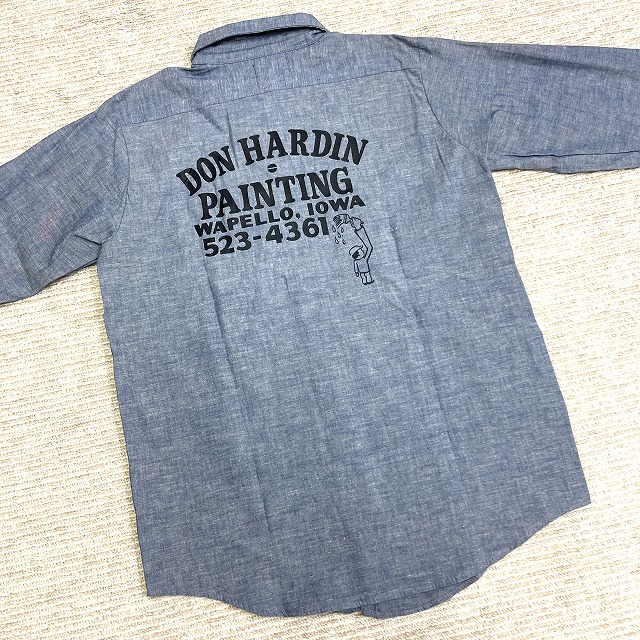 DON HARDIN
PAINTING
WAPELLO, IOWA
523-4361